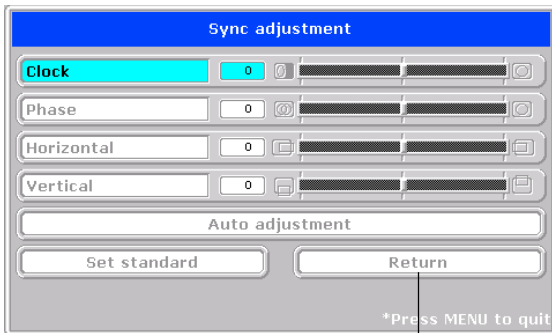 Sync adjustment
Clock 0
Phase 0
Horizontal 0
Vertical 0
Auto adjustment
Set standard Return
*Press MENU to quit